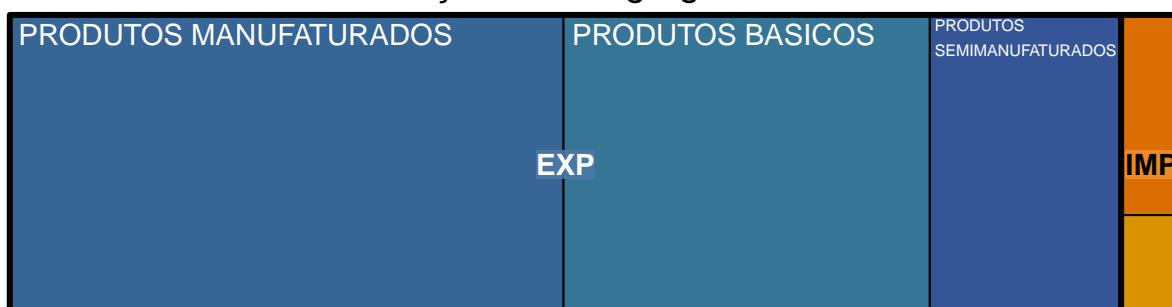 PRODUTOS MANUFATURADOS
PRODUTOS BASICOS
PRODUTOS
SEMIMANUFATURADOS
EXP
IMP